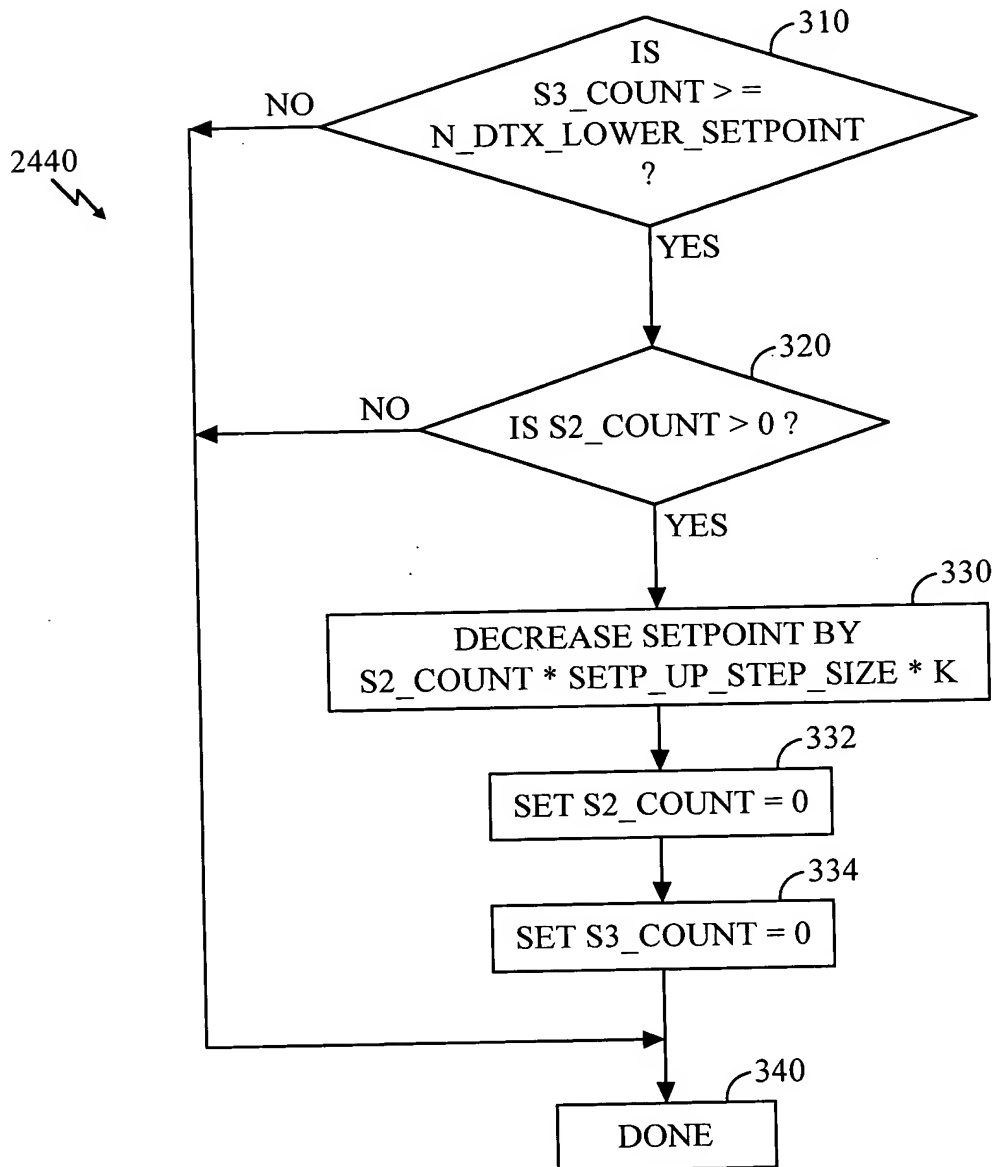 310
IS
S3_COUNT > =
N_DTX_LOWER_SETPOINT
?
NO
2440
YES
320
IS S2_COUNT > 0 ?
NO
YES
330
DECREASE SETPOINT BY
S2_COUNT * SETP_UP_STEP_SIZE * K
332
SET S2_COUNT = 0
334
SET S3_COUNT = 0
340
DONE